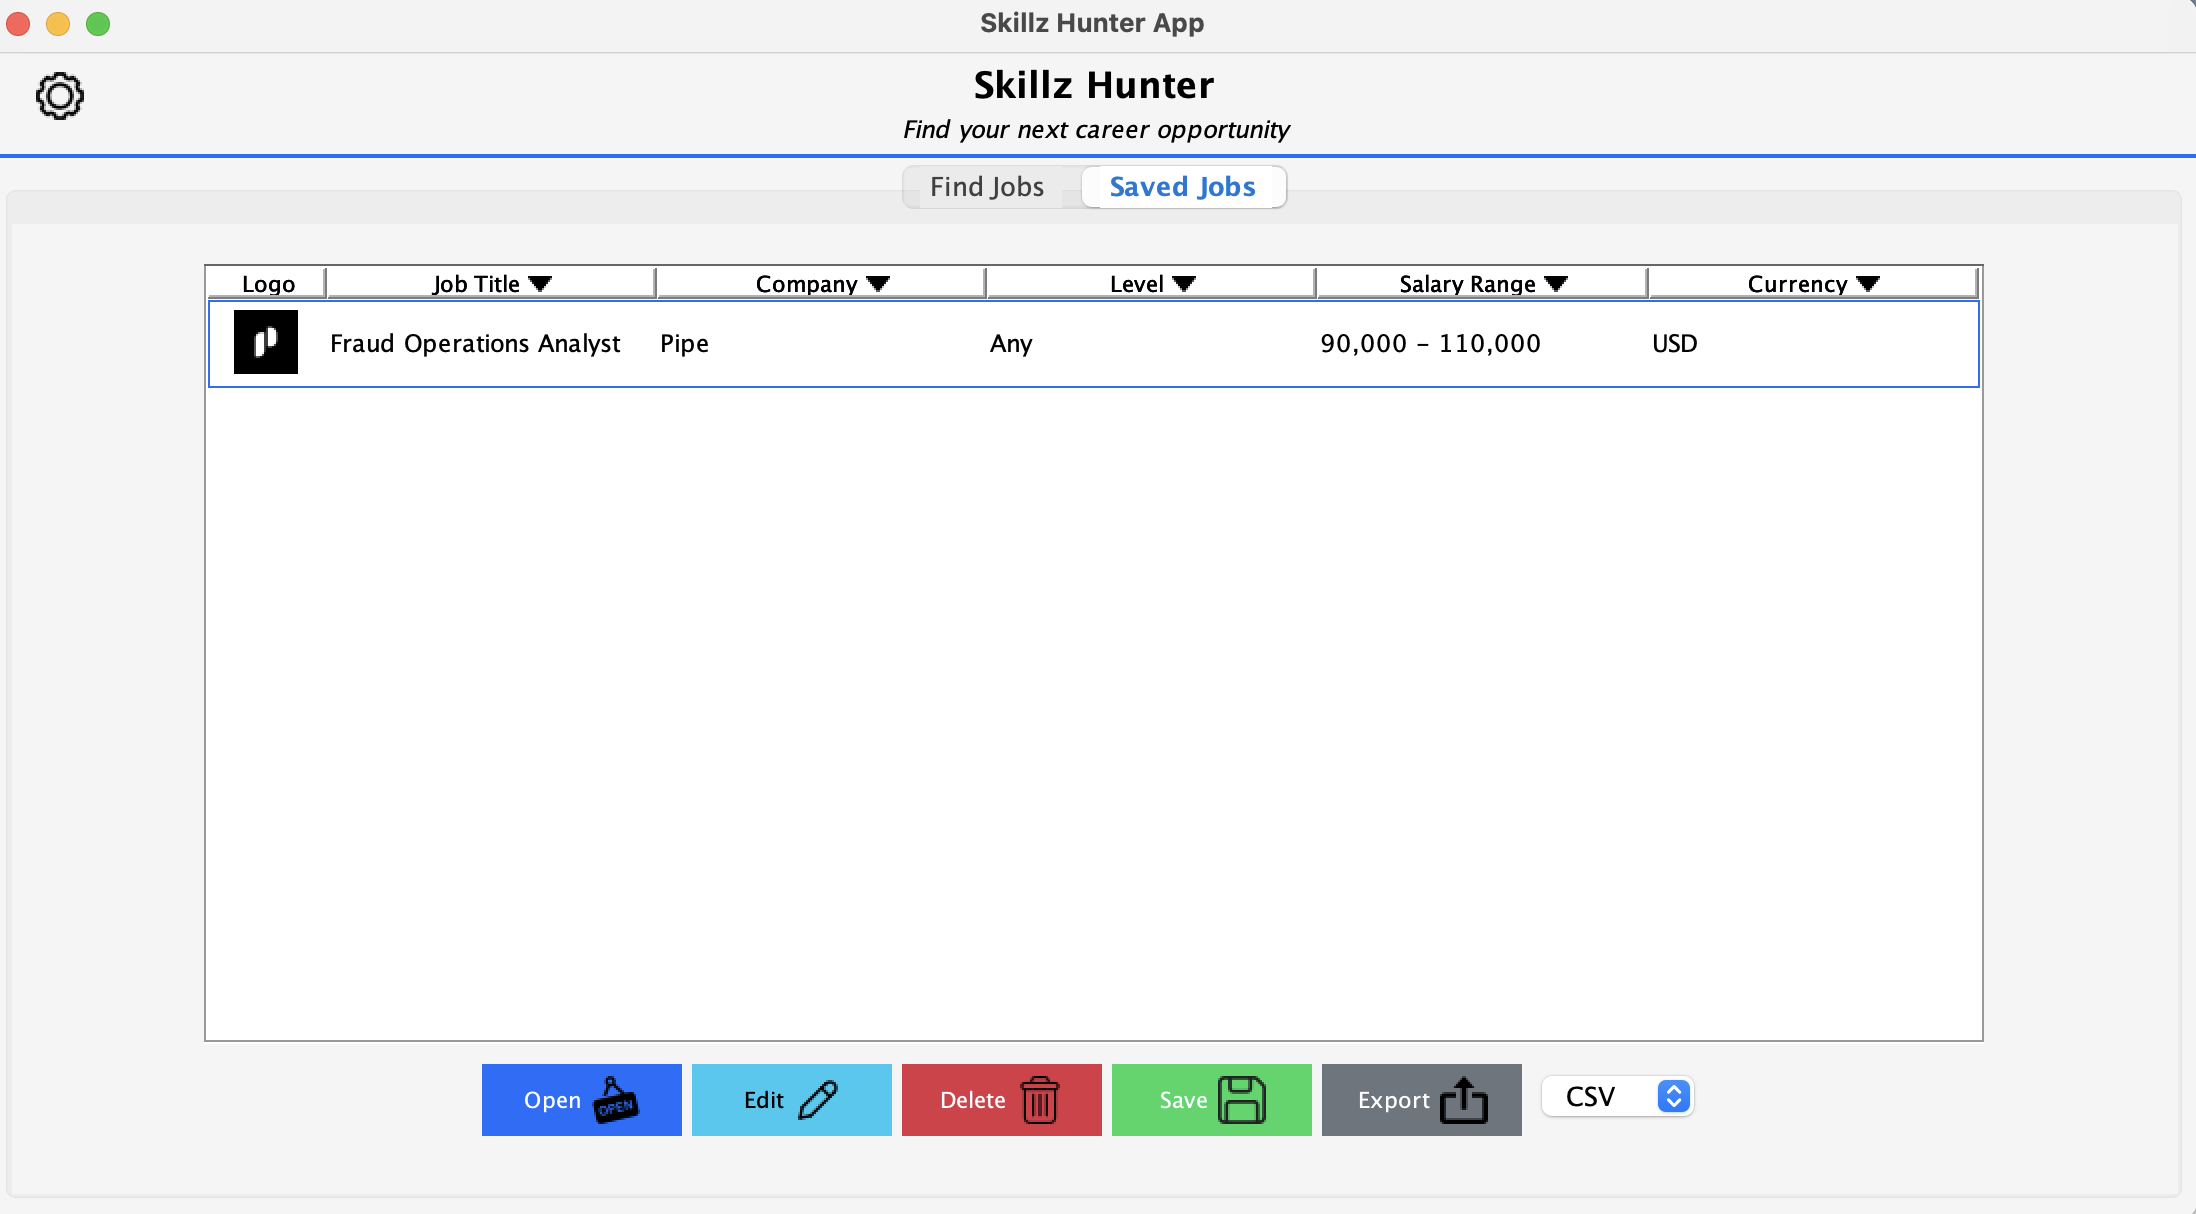 Skillz Hunter App
Skillz Hunter
Find your next career opportunity
Find Jobs Saved Jobs
Logo Job Title Company Level Salary Range Currency
Fraud Operations Analyst Pipe Any 90,000 - 110,000 USD
Open OPEN Edit Delete Save Export CSV